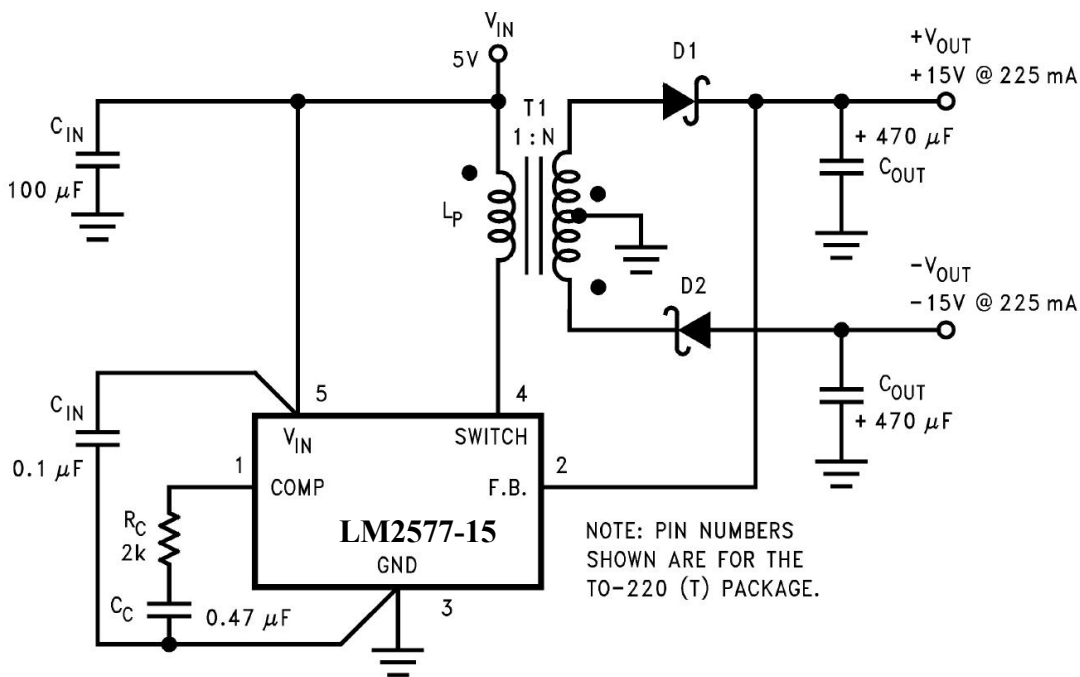 V_IN
5V
D1
+V_OUT
+15V @ 225 mA
C_IN
100 μF
T1
1 : N
L_P
+ 470 μF
C_OUT
D2
-V_OUT
-15V @ 225 mA
C_OUT
+ 470 μF
C_IN
0.1 μF
5
4
V_IN
SWITCH
1
2
COMP
F.B.
R_C
2k
LM2577-15
GND
3
C_C
0.47 μF
NOTE: PIN NUMBERS
SHOWN ARE FOR THE
TO-220 (T) PACKAGE.